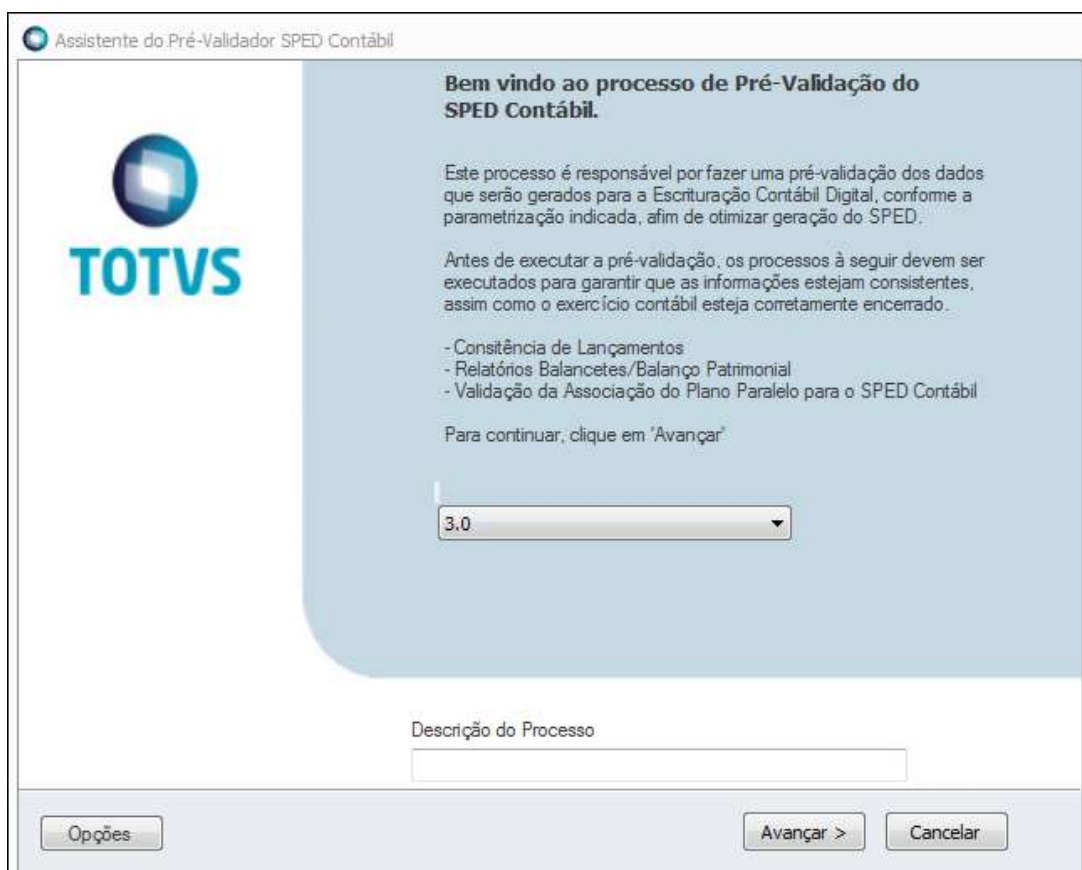 Assistente do Pré-Validador SPED Contábil
Bem vindo ao processo de Pré-Validação do
SPED Contábil.
Este processo é responsável por fazer uma pré-validação dos dados
que serão gerados para a Escrituração Contábil Digital, conforme a
parametrização indicada, afim de otimizar geração do SPED.
Antes de executar a pré-validação, os processos à seguir devem ser
executados para garantir que as informações estejam consistentes,
assim como o exercício contábil esteja corretamente encerrado.
- Consitência de Lançamentos
- Relatórios Balancetes/Balanço Patrimonial
- Validação da Associação do Plano Paralelo para o SPED Contábil
Para continuar, clique em 'Avançar'
TOTVS
3.0
Descrição do Processo
Opções
Avançar >
Cancelar